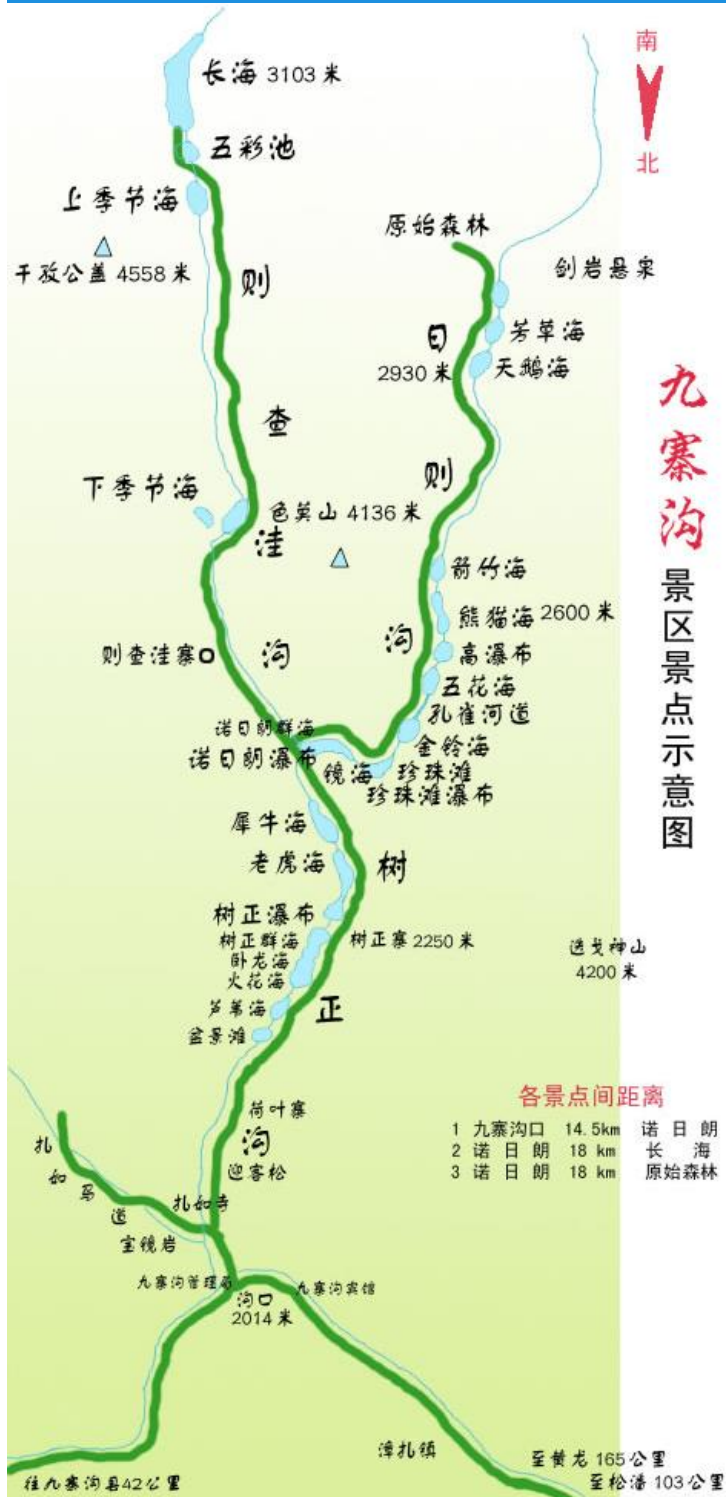 南
北
长海 3103 米
五彩池
上季节海
干孜公盖 4558 米
原始森林
剑岩悬泉
芳草海
天鹅海
2930 米
则查洼沟
日则沟
下季节海
色莫山 4136 米
箭竹海
熊猫海 2600 米
高瀑布
五花海
孔雀河道
金铃海
则查洼寨
诺日朗群海
诺日朗瀑布
镜海
珍珠滩
珍珠滩瀑布
犀牛海
老虎海
树正瀑布
树正群海
卧龙海
火花海
芦苇海
盆景滩
树正寨 2250 米
树正沟
迭戈神山
4200 米
荷叶寨
迎客松
扎如马道
扎如寺
宝镜岩
九寨沟管理局
沟口
2014 米
九寨沟宾馆
漳扎镇
往九寨沟县42公里
至黄龙 165公里
至松潘 103公里
九寨沟景区景点示意图
各景点间距离
1 九寨沟口 14.5km 诺日朗
2 诺日朗 18 km 长海
3 诺日朗 18 km 原始森林